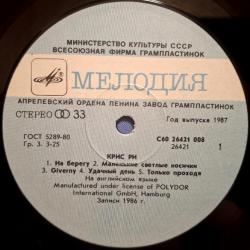 МИНИСТЕРСТВО КУЛЬТУРЫ СССР
ВСЕСОЮЗНАЯ ФИРМА ГРАМПЛАСТИНОК
МЕЛОДИЯ
АПРЕЛЕВСКИЙ ОРДЕНА ЛЕНИНА ЗАВОД ГРАМПЛАСТИНОК
СТЕРЕО 33
Год выпуска 1987
ГОСТ 5289-80
Гр. 3. 3-25
С60 26421 008
26421 1
КРИС РИ
1. На берегу 2. Маленькие светлые носички
3. Giverny 4. Удачный день 5. Только проходя
На английском языке
Manufactured under license of POLYDOR
International GmbH, Hamburg
Записи 1986 г.